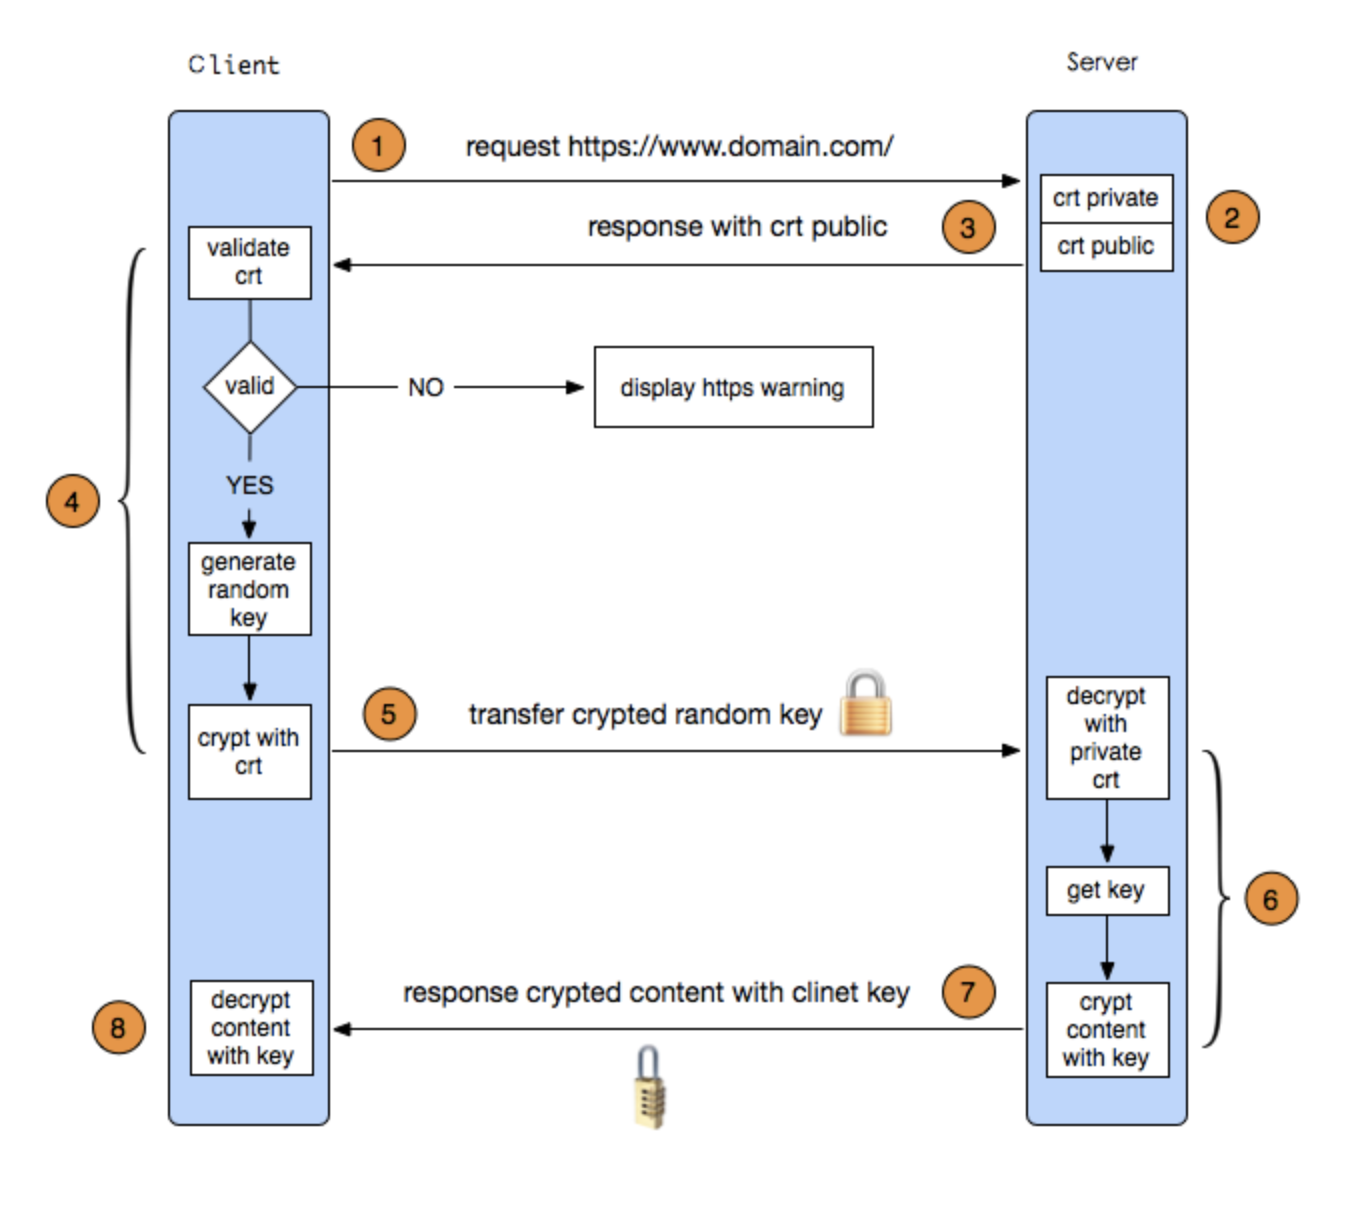 Client
Server
1
request https://www.domain.com/
crt private
2
response with crt public
3
crt public
validate
crt
valid
NO
display https warning
YES
4
generate
random
key
5
transfer crypted random key
crypt with
crt
decrypt
with
private
crt
get key
6
response crypted content with clinet key
7
crypt
content
with key
8
decrypt
content
with key